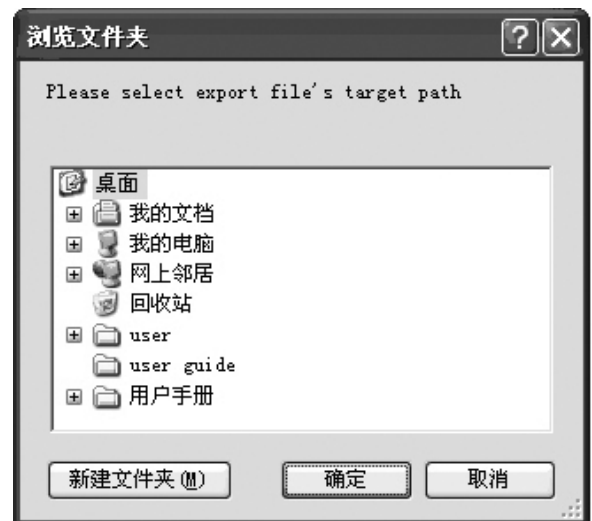 浏览文件夹
Please select export file's target path
桌面
我的文档
我的电脑
网上邻居
回收站
user
user guide
用户手册
新建文件夹(M) 确定 取消